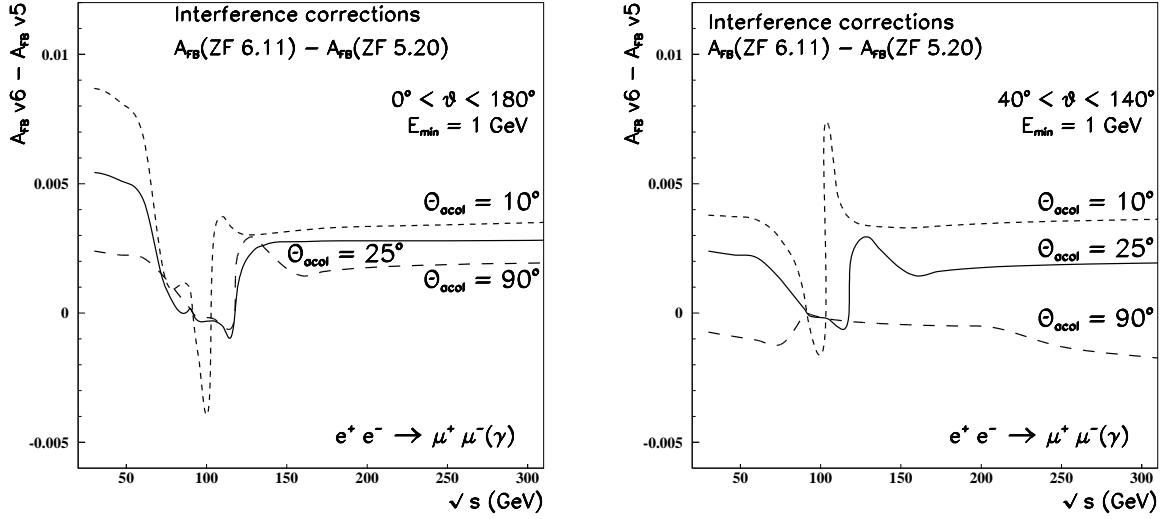 Interference corrections
A_FB(ZF 6.11) − A_FB(ZF 5.20)
A_FB v6 − A_FB v5
0.01
0.005
0
-0.005
0° < ϑ < 180°
E_min = 1 GeV
Θ_acol = 10°
Θ_acol = 25°
Θ_acol = 90°
e⁺ e⁻ → μ⁺ μ⁻(γ)
50 100 150 200 250 300
√ s (GeV)
Interference corrections
A_FB(ZF 6.11) − A_FB(ZF 5.20)
A_FB v6 − A_FB v5
0.01
0.005
0
-0.005
40° < ϑ < 140°
E_min = 1 GeV
Θ_acol = 10°
Θ_acol = 25°
Θ_acol = 90°
e⁺ e⁻ → μ⁺ μ⁻(γ)
50 100 150 200 250 300
√ s (GeV)